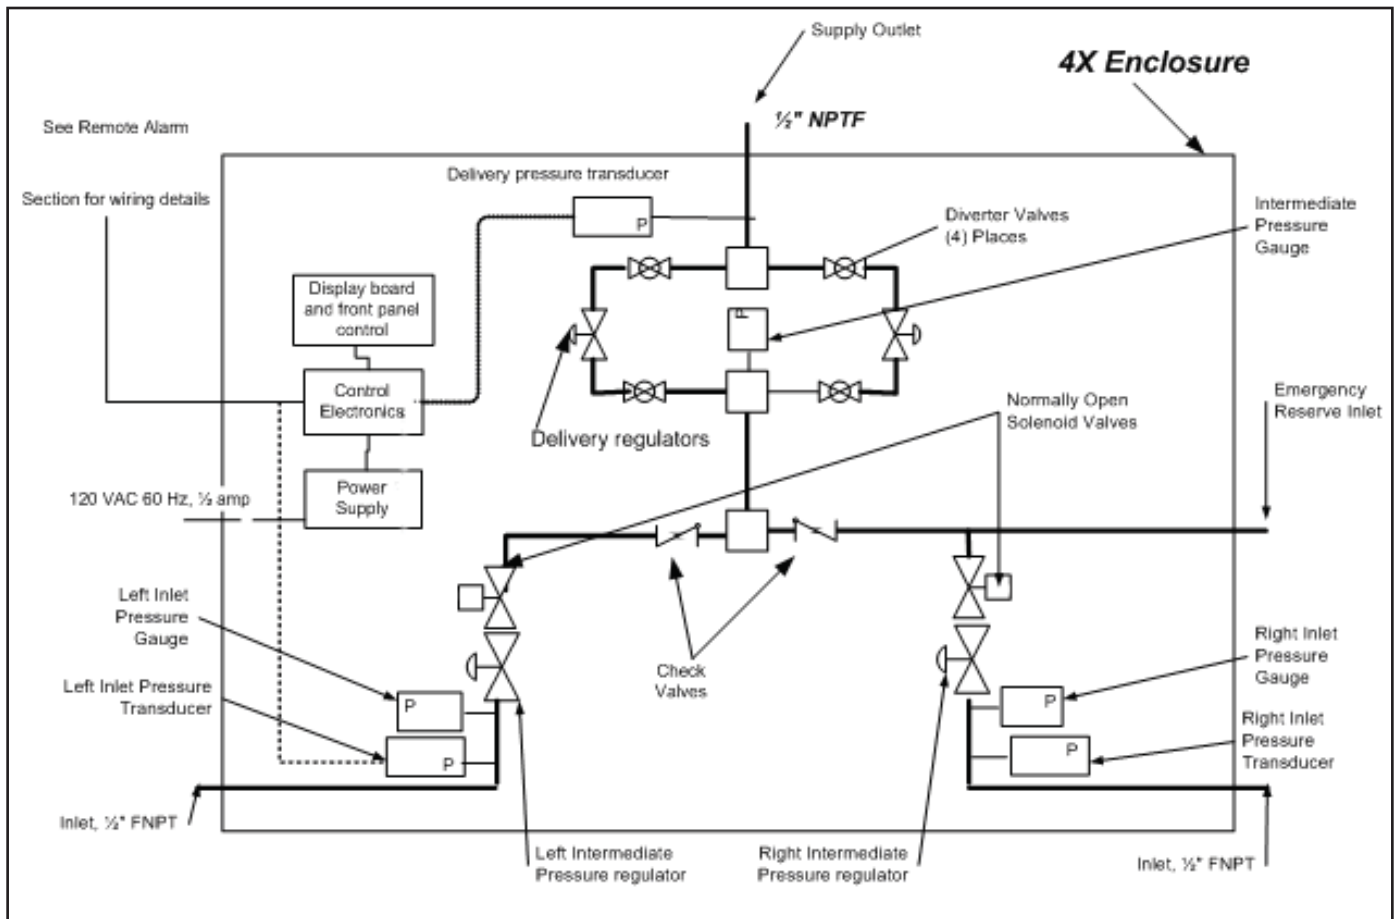 Supply Outlet
4X Enclosure
½" NPTF
See Remote Alarm
Section for wiring details
Delivery pressure transducer
P
Diverter Valves
(4) Places
Intermediate
Pressure
Gauge
Display board
and front panel
control
P
Control
Electronics
Delivery regulators
Normally Open
Solenoid Valves
Emergency
Reserve Inlet
120 VAC 60 Hz, ½ amp
Power
Supply
Left Inlet
Pressure
Gauge
Check
Valves
Right Inlet
Pressure
Gauge
Left Inlet Pressure
Transducer
P
P
P
P
Right Inlet
Pressure
Transducer
Inlet, ½" FNPT
Left Intermediate
Pressure regulator
Right Intermediate
Pressure regulator
Inlet, ½" FNPT